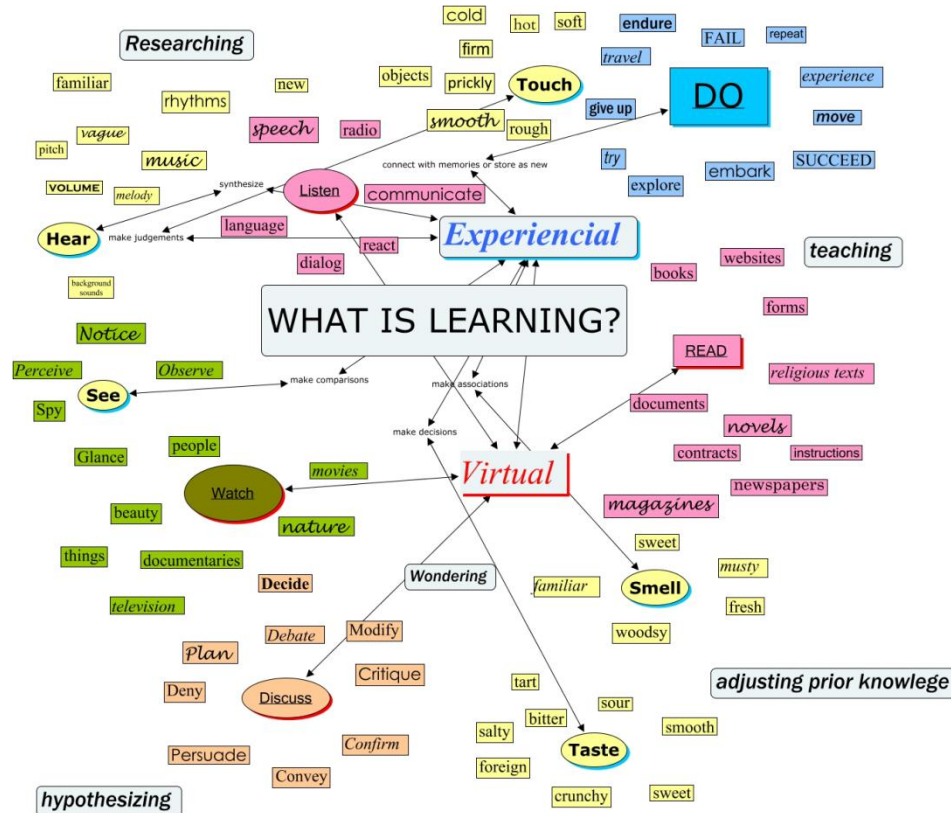 cold
hot
soft
endure
FAIL
repeat
Researching
firm
travel
familiar
new
objects
prickly
Touch
DO
experience
rhythms
give up
move
speech
radio
smooth
rough
vague
pitch
music
connect with memories or store as new
try
SUCCEED
embark
explore
VOLUME
melody
synthesize
Listen
communicate
Hear
make judgements
language
react
Experiencial
teaching
dialog
books
websites
background
sounds
WHAT IS LEARNING?
forms
Notice
READ
Perceive
Observe
make comparisons
make associations
religious texts
See
Spy
documents
novels
make decisions
people
Glance
contracts
instructions
movies
Virtual
Watch
newspapers
beauty
nature
magazines
things
documentaries
sweet
Decide
Wondering
familiar
Smell
musty
television
fresh
Debate
Modify
woodsy
Plan
Critique
adjusting prior knowlege
Deny
Discuss
tart
sour
bitter
salty
smooth
Persuade
Confirm
Taste
Convey
foreign
crunchy
sweet
hypothesizing